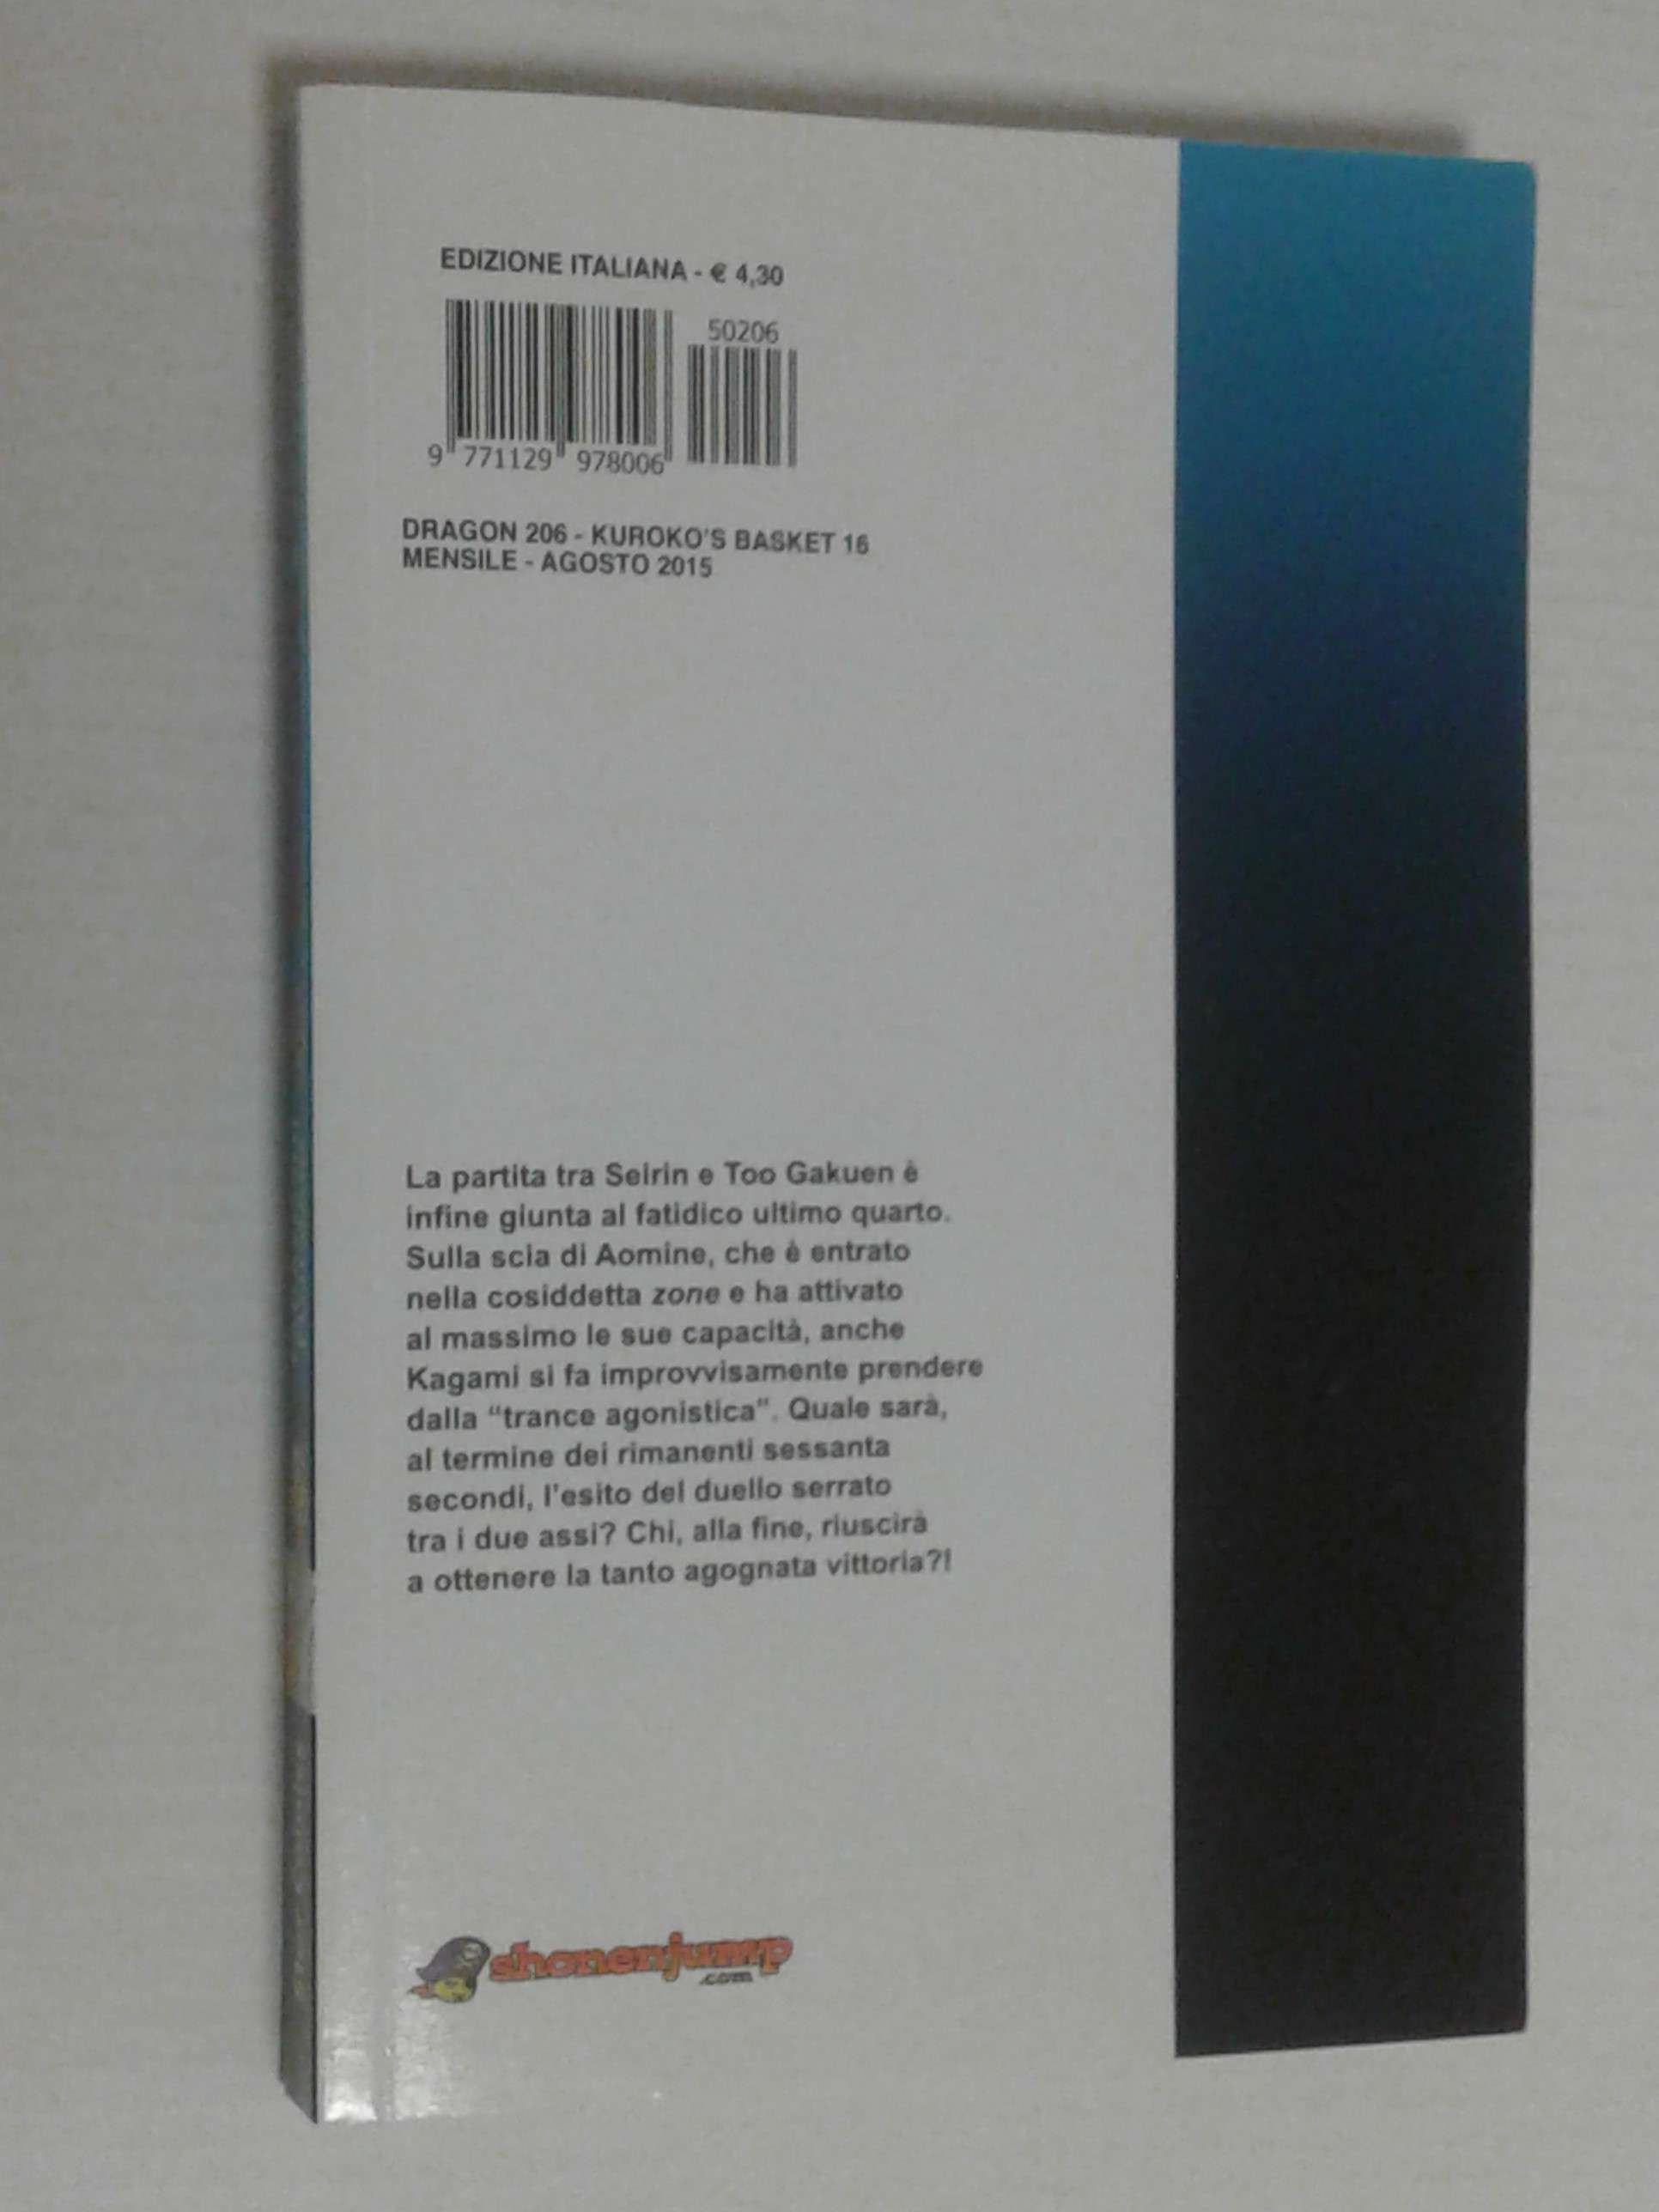 EDIZIONE ITALIANA - € 4,30
50206
9 771129 978006
DRAGON 206 - KUROKO'S BASKET 16
MENSILE - AGOSTO 2015
La partita tra Seirin e Too Gakuen è
infine giunta al fatidico ultimo quarto.
Sulla scia di Aomine, che è entrato
nella cosiddetta zone e ha attivato
al massimo le sue capacità, anche
Kagami si fa improvvisamente prendere
dalla “trance agonistica”. Quale sarà,
al termine dei rimanenti sessanta
secondi, l'esito del duello serrato
tra i due assi? Chi, alla fine, riuscirà
a ottenere la tanto agognata vittoria?!
shonenjump
.com